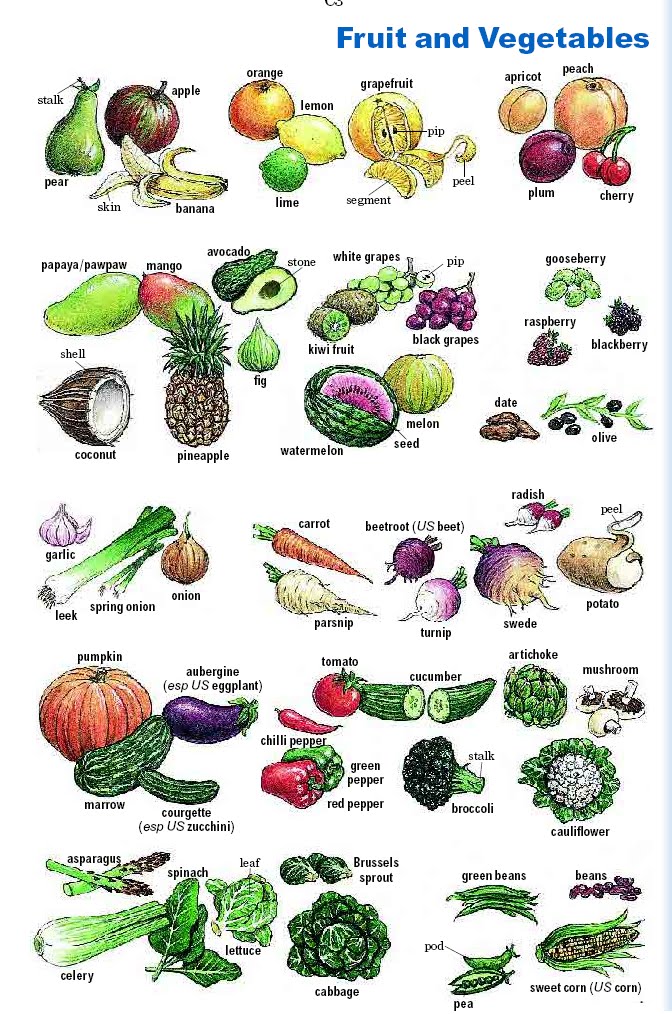 C3
Fruit and Vegetables
stalk
apple
pear
skin
banana
orange
lemon
lime
grapefruit
pip
peel
segment
apricot
peach
plum
cherry
papaya/pawpaw
mango
avocado
stone
shell
fig
coconut
pineapple
white grapes
pip
kiwi fruit
black grapes
watermelon
melon
seed
gooseberry
raspberry
blackberry
date
olive
garlic
leek
spring onion
onion
carrot
parsnip
beetroot (US beet)
turnip
radish
swede
peel
potato
pumpkin
aubergine
(esp US eggplant)
marrow
courgette
(esp US zucchini)
tomato
cucumber
chilli pepper
green
pepper
red pepper
stalk
broccoli
artichoke
mushroom
cauliflower
asparagus
spinach
leaf
lettuce
celery
Brussels
sprout
cabbage
green beans
beans
pod
pea
sweet corn (US corn)